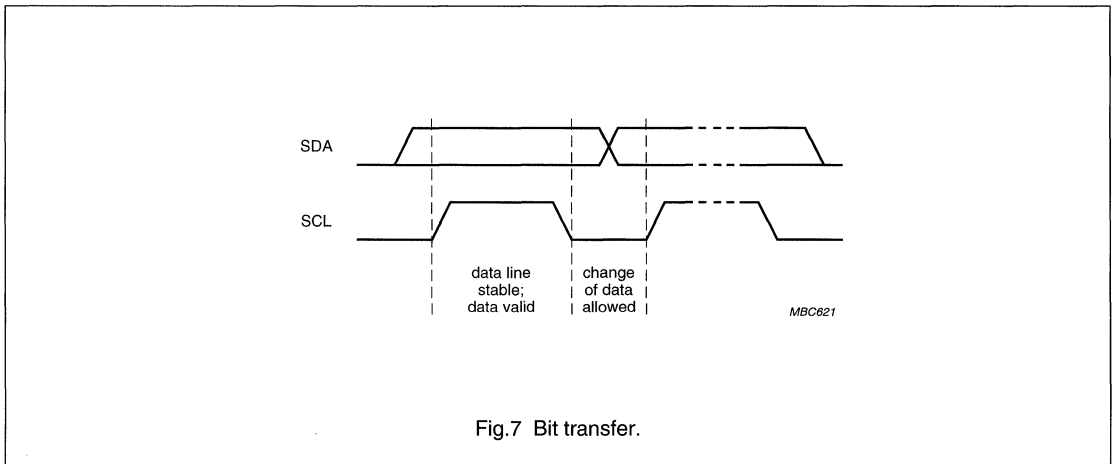 SDA
SCL
data line
stable;
data valid
change
of data
allowed
MBC621
Fig.7 Bit transfer.